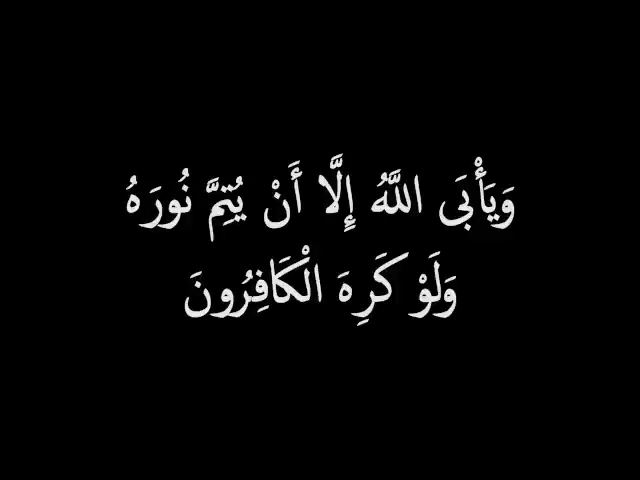 وَيَأْبَى اللَّهُ إِلَّا أَنْ يُتِمَّ نُورَهُ
وَلَوْ كَرِهَ الْكَافِرُونَ